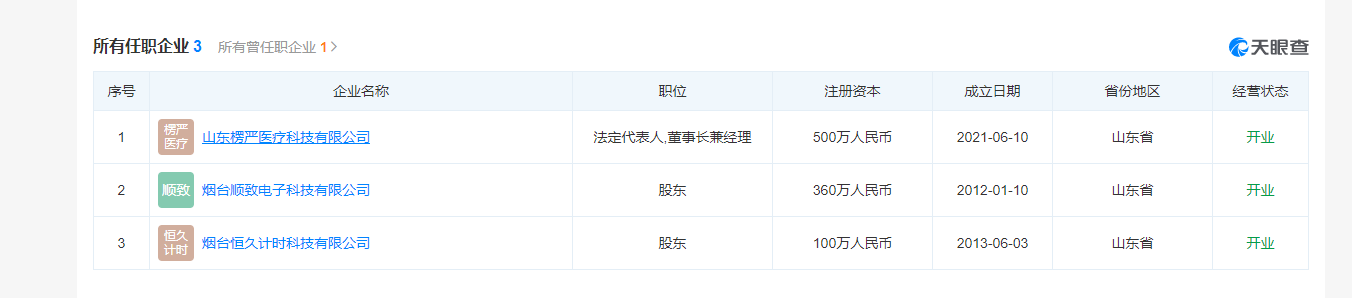 所有任职企业 3 所有曾任职企业 1 >
天眼查
序号 企业名称 职位 注册资本 成立日期 省份地区 经营状态
1 楞严医疗 山东楞严医疗科技有限公司 法定代表人,董事长兼经理 500万人民币 2021-06-10 山东省 开业
2 顺致 烟台顺致电子科技有限公司 股东 360万人民币 2012-01-10 山东省 开业
3 恒久计时 烟台恒久计时科技有限公司 股东 100万人民币 2013-06-03 山东省 开业